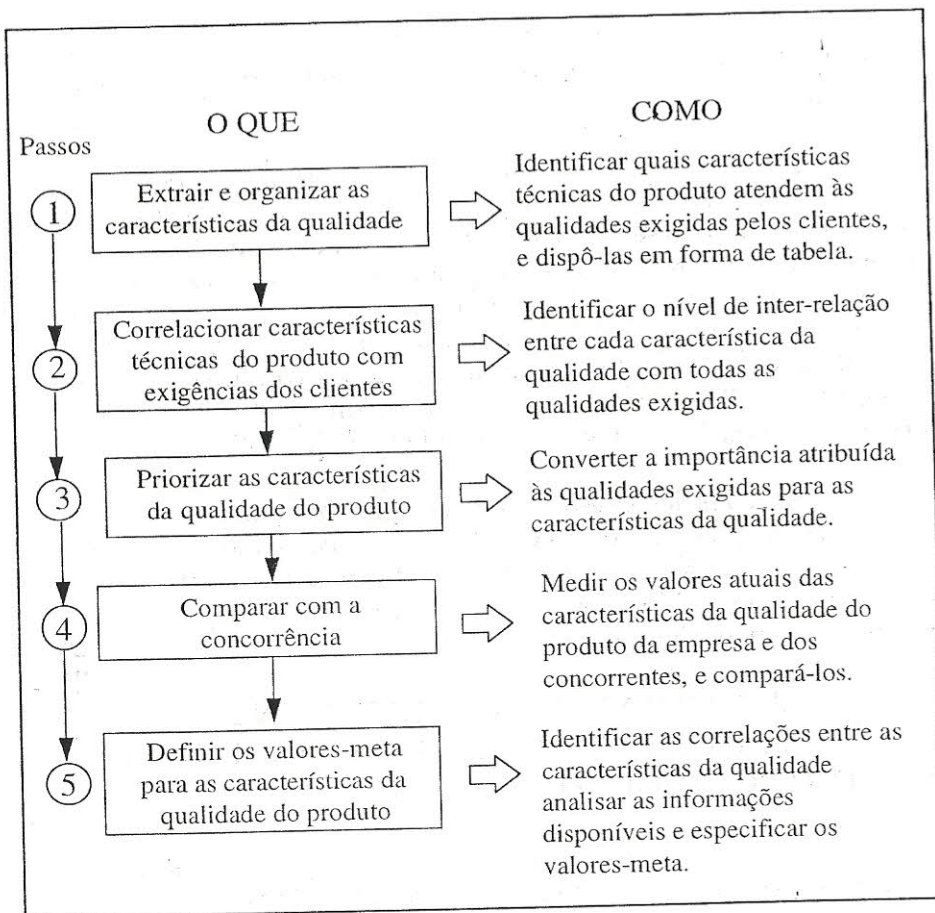 O QUE
COMO
Passos
1
Extrair e organizar as
características da qualidade
Identificar quais características
técnicas do produto atendem às
qualidades exigidas pelos clientes,
e dispô-las em forma de tabela.
2
Correlacionar características
técnicas do produto com
exigências dos clientes
Identificar o nível de inter-relação
entre cada característica da
qualidade com todas as
qualidades exigidas.
3
Priorizar as características
da qualidade do produto
Converter a importância atribuída
às qualidades exigidas para as
características da qualidade.
4
Comparar com a
concorrência
Medir os valores atuais das
características da qualidade do
produto da empresa e dos
concorrentes, e compará-los.
5
Definir os valores-meta
para as características da
qualidade do produto
Identificar as correlações entre as
características da qualidade
analisar as informações
disponíveis e especificar os
valores-meta.